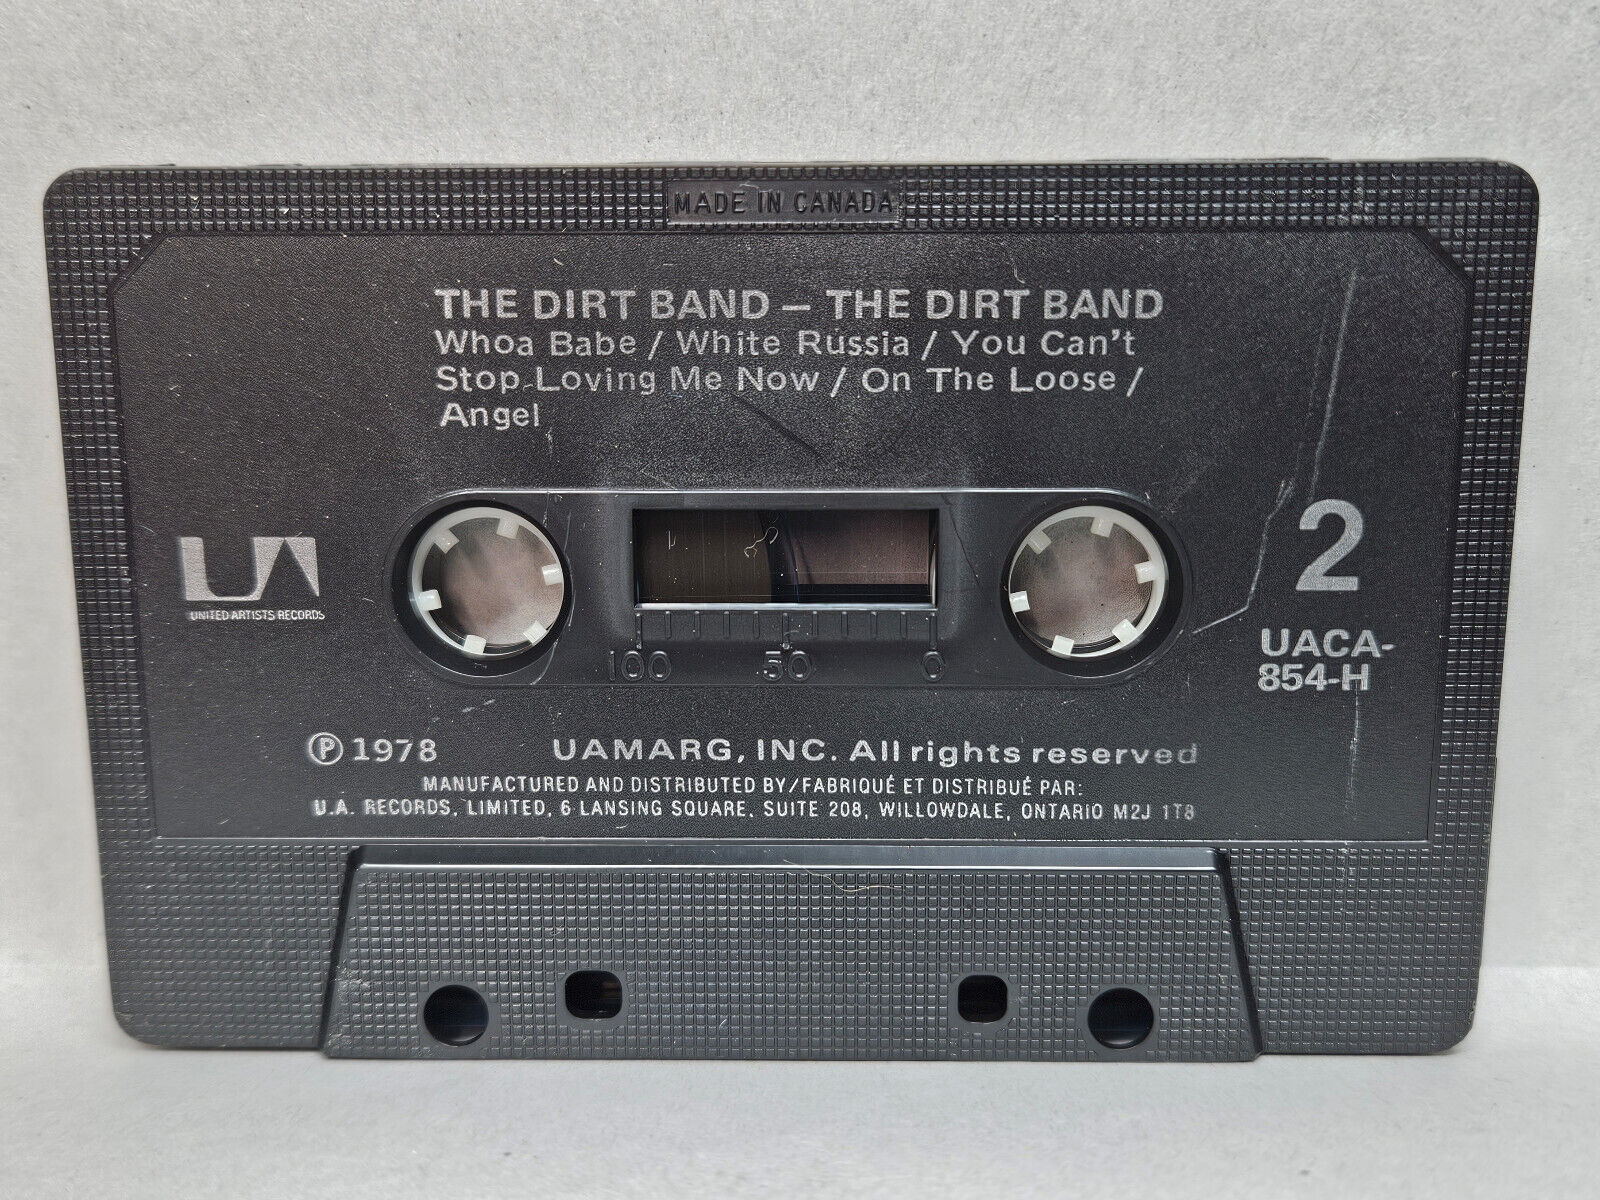 MADE IN CANADA
THE DIRT BAND — THE DIRT BAND
Whoa Babe / White Russia / You Can't
Stop Loving Me Now / On The Loose /
Angel
UA
UNITED ARTISTS RECORDS
2
UACA-
854-H
100 50 0
Ⓟ 1978 UAMARG, INC. All rights reserved
MANUFACTURED AND DISTRIBUTED BY/FABRIQUÉ ET DISTRIBUÉ PAR:
U.A. RECORDS, LIMITED, 6 LANSING SQUARE, SUITE 208, WILLOWDALE, ONTARIO M2J 1T8